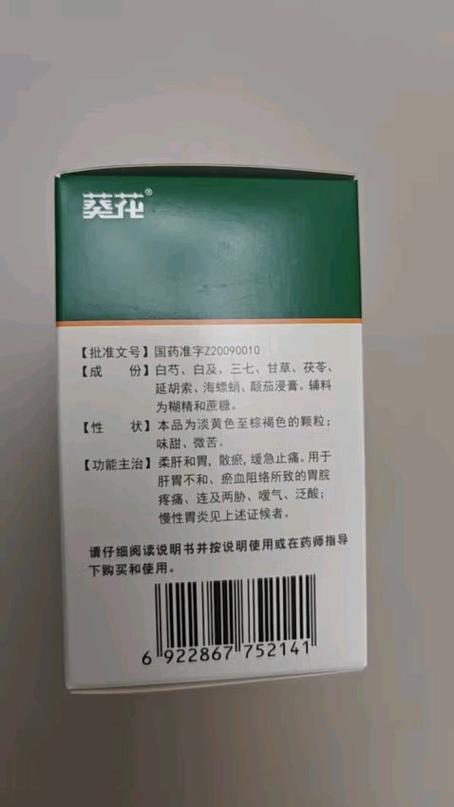 葵花®
【批准文号】国药准字Z20090010
【成　　份】白芍、白及、三七、甘草、茯苓、
延胡索、海螵蛸、颠茄浸膏。辅料
为糊精和蔗糖。
【性　　状】本品为淡黄色至棕褐色的颗粒；
味甜、微苦。
【功能主治】柔肝和胃，散瘀，缓急止痛。用于
肝胃不和、瘀血阻络所致的胃脘
疼痛、连及两胁、嗳气、泛酸；
慢性胃炎见上述证候者。
请仔细阅读说明书并按说明使用或在药师指导
下购买和使用。
6 922867 752141